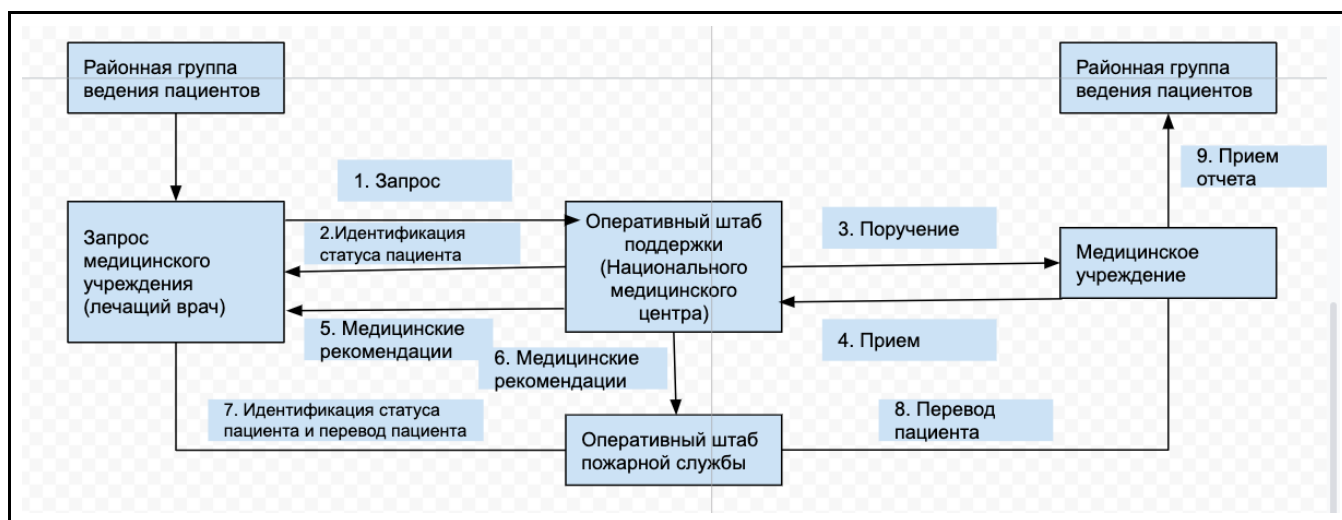 Районная группа
ведения пациентов
Районная группа
ведения пациентов
1. Запрос
9. Прием
отчета
Запрос
медицинского
учреждения
(лечащий врач)
2.Идентификация
статуса пациента
Оперативный штаб
поддержки
(Национального
медицинского
центра)
3. Поручение
Медицинское
учреждение
5. Медицинские
рекомендации
6. Медицинские
рекомендации
4. Прием
7. Идентификация статуса
пациента и перевод пациента
Оперативный штаб
пожарной службы
8. Перевод
пациента